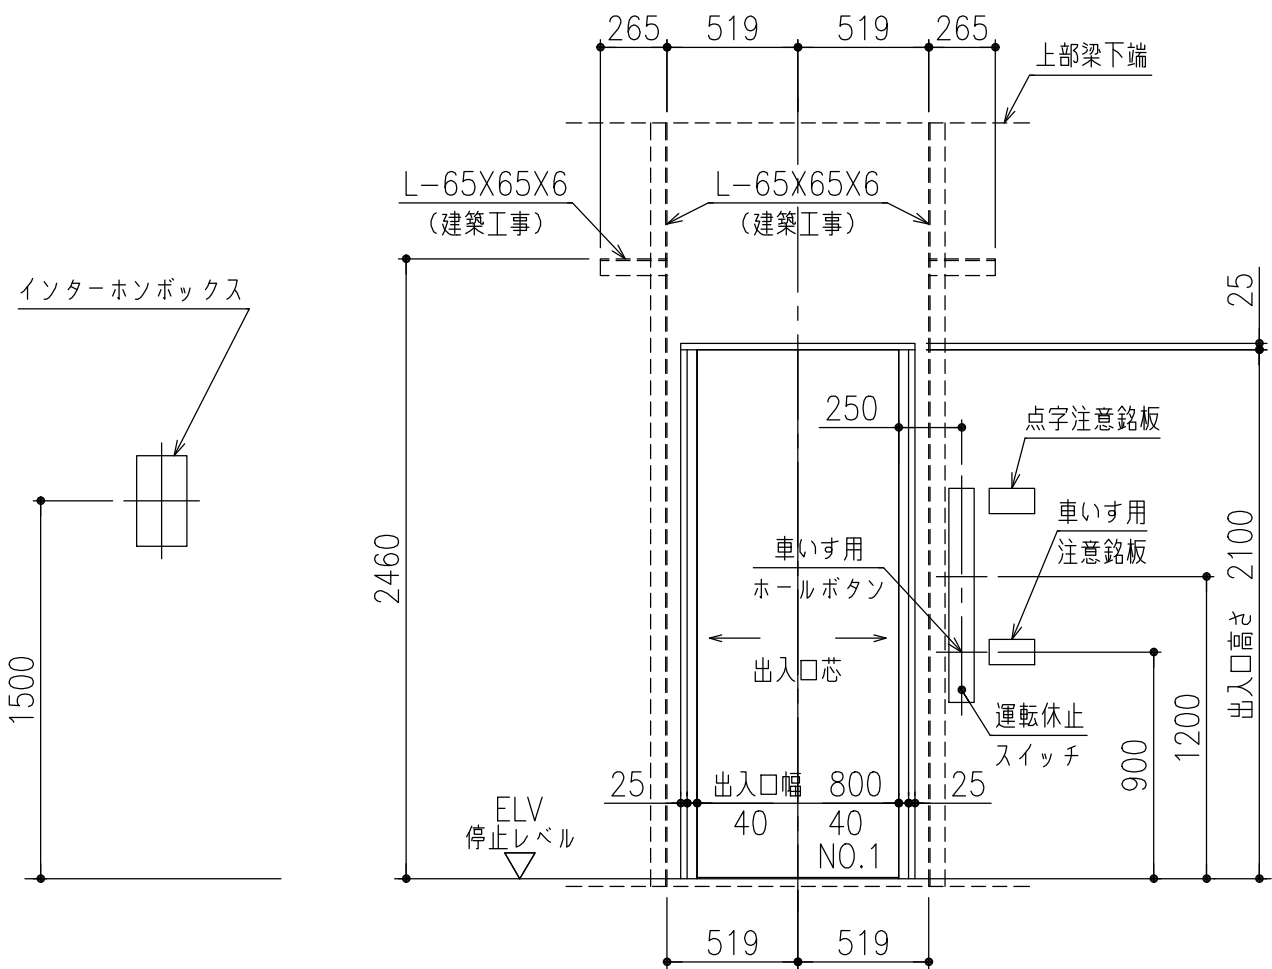 265 519 519 265
上部梁下端
L-65X65X6
(建築工事)
L-65X65X6
(建築工事)
インターホンボックス
25
250
点字注意銘板
車いす用
注意銘板
車いす用
ホールボタン
2460
2100
出入口高さ
出入口芯
1500
運転休止
スイッチ
1200
900
25 出入口幅 800 25
40 40
NO.1
ELV
停止レベル
519 519